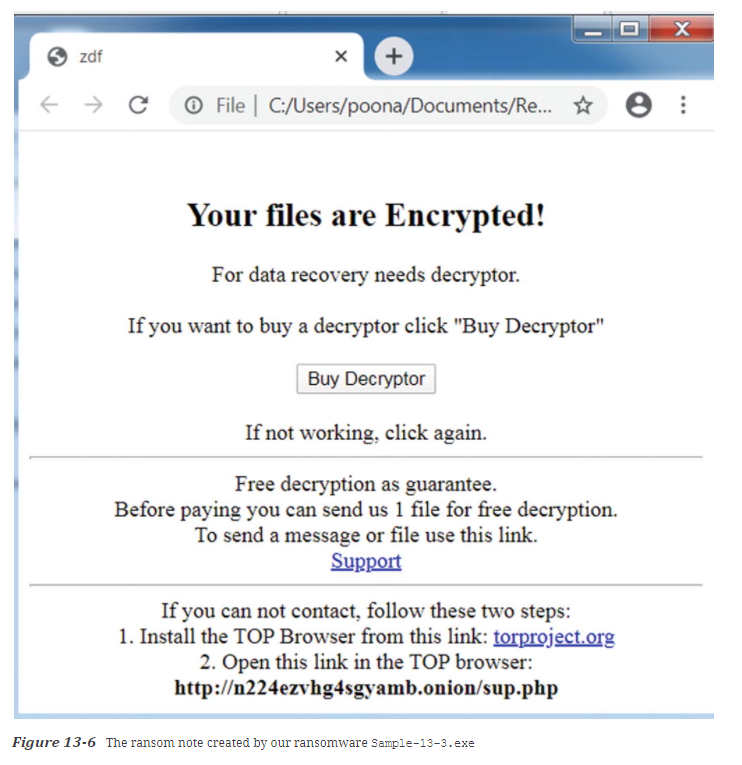 zdf
File | C:/Users/poona/Documents/Re...
Your files are Encrypted!
For data recovery needs decryptor.
If you want to buy a decryptor click "Buy Decryptor"
Buy Decryptor
If not working, click again.
Free decryption as guarantee.
Before paying you can send us 1 file for free decryption.
To send a message or file use this link.
Support
If you can not contact, follow these two steps:
1. Install the TOP Browser from this link: torproject.org
2. Open this link in the TOP browser:
http://n224ezvhg4sgyamb.onion/sup.php
Figure 13-6 The ransom note created by our ransomware Sample-13-3.exe